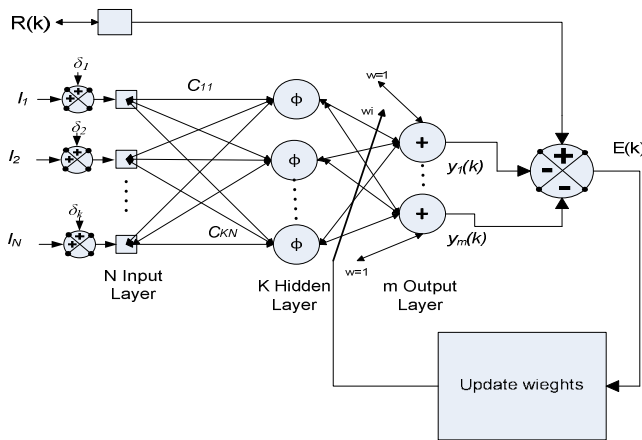 R(k)
δ1
I1
C11
ϕ
w=1
wi
+
y1(k)
E(k)
δ2
I2
ϕ
δk
IN
CKN
ϕ
+
ym(k)
w=1
N Input
Layer
K Hidden
Layer
m Output
Layer
+
-
-
Update wieghts